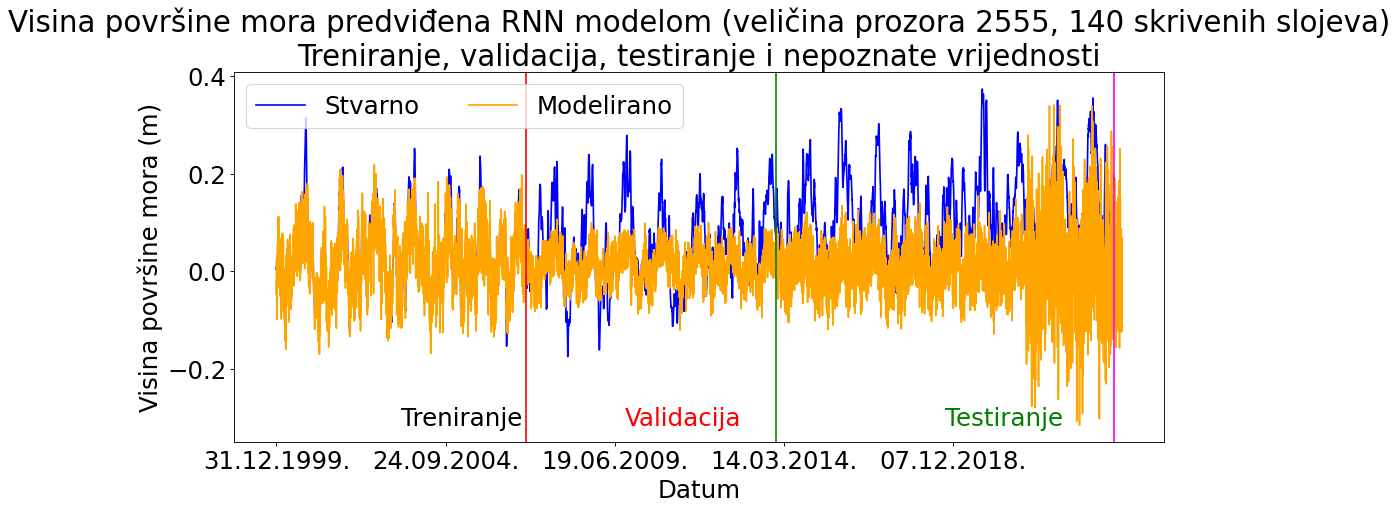 Visina površine mora predviđena RNN modelom (veličina prozora 2555, 140 skrivenih slojeva)
Treniranje, validacija, testiranje i nepoznate vrijednosti
Stvarno Modelirano
Visina površine mora (m)
0.4
0.2
0.0
−0.2
Treniranje Validacija Testiranje
31.12.1999. 24.09.2004. 19.06.2009. 14.03.2014. 07.12.2018.
Datum